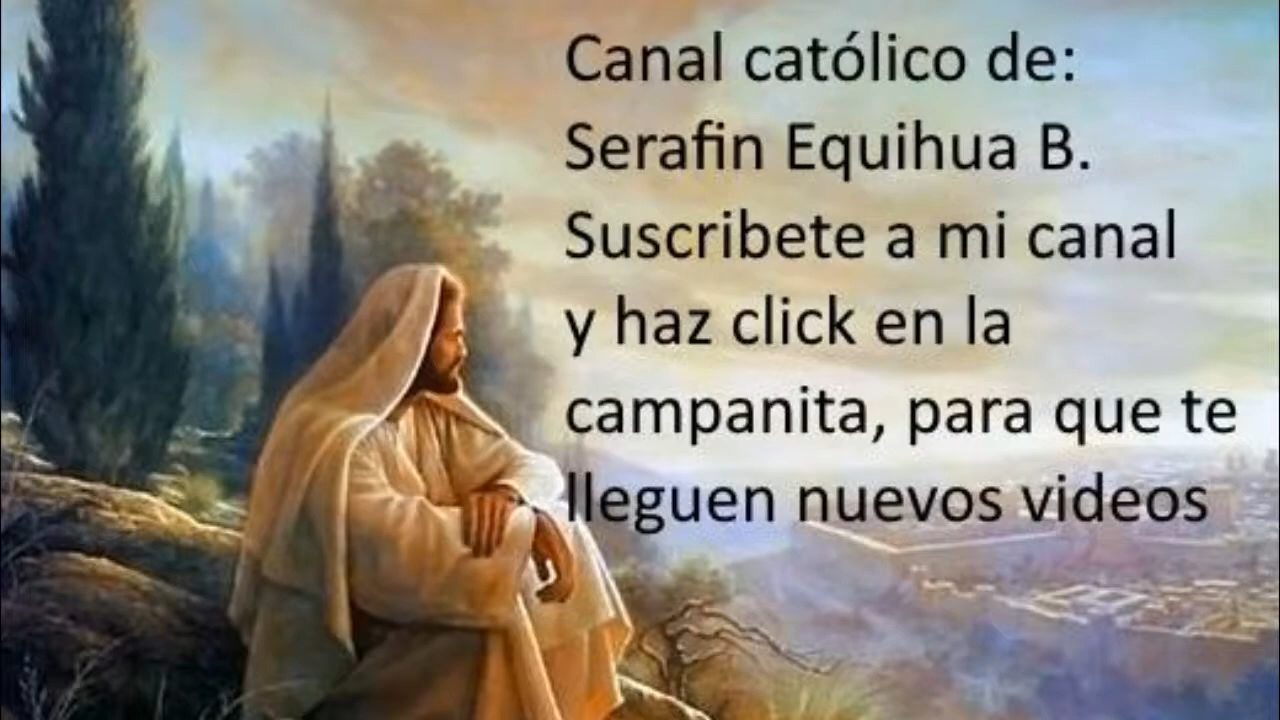 Canal católico de:
Serafin Equihua B.
Suscribete a mi canal
y haz click en la
campanita, para que te
lleguen nuevos videos